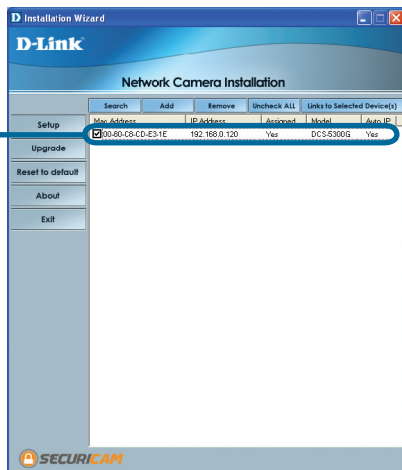 D Installation Wizard
D-Link
Network Camera Installation
Search Add Remove Uncheck ALL Links to Selected Device(s)
Mac Address IP Address Assigned Model Auto IP
00-80-C8-CD-E3-1E 192.168.0.120 Yes DCS-5300G Yes
Setup
Upgrade
Reset to default
About
Exit
SECURICAM